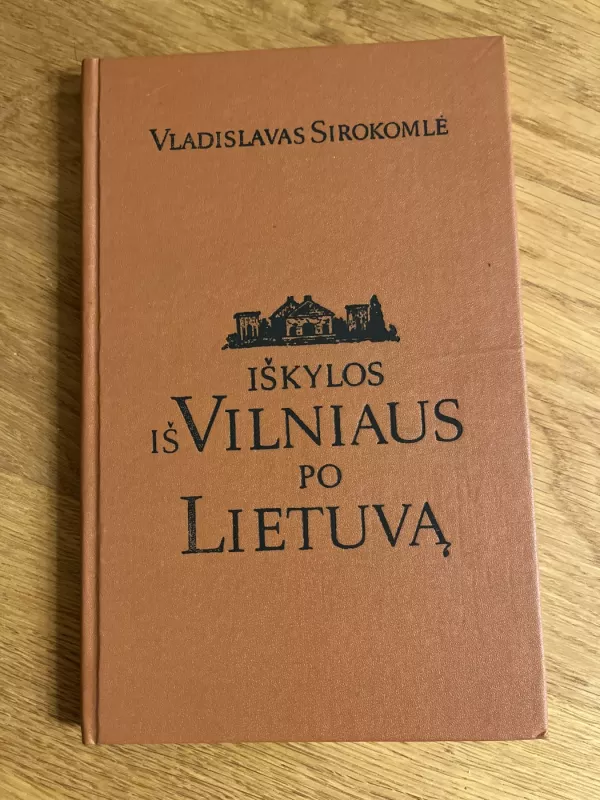 VLADISLAVAS SIROKOMLĖ
IŠKYLOS
IŠ VILNIAUS
PO
LIETUVĄ